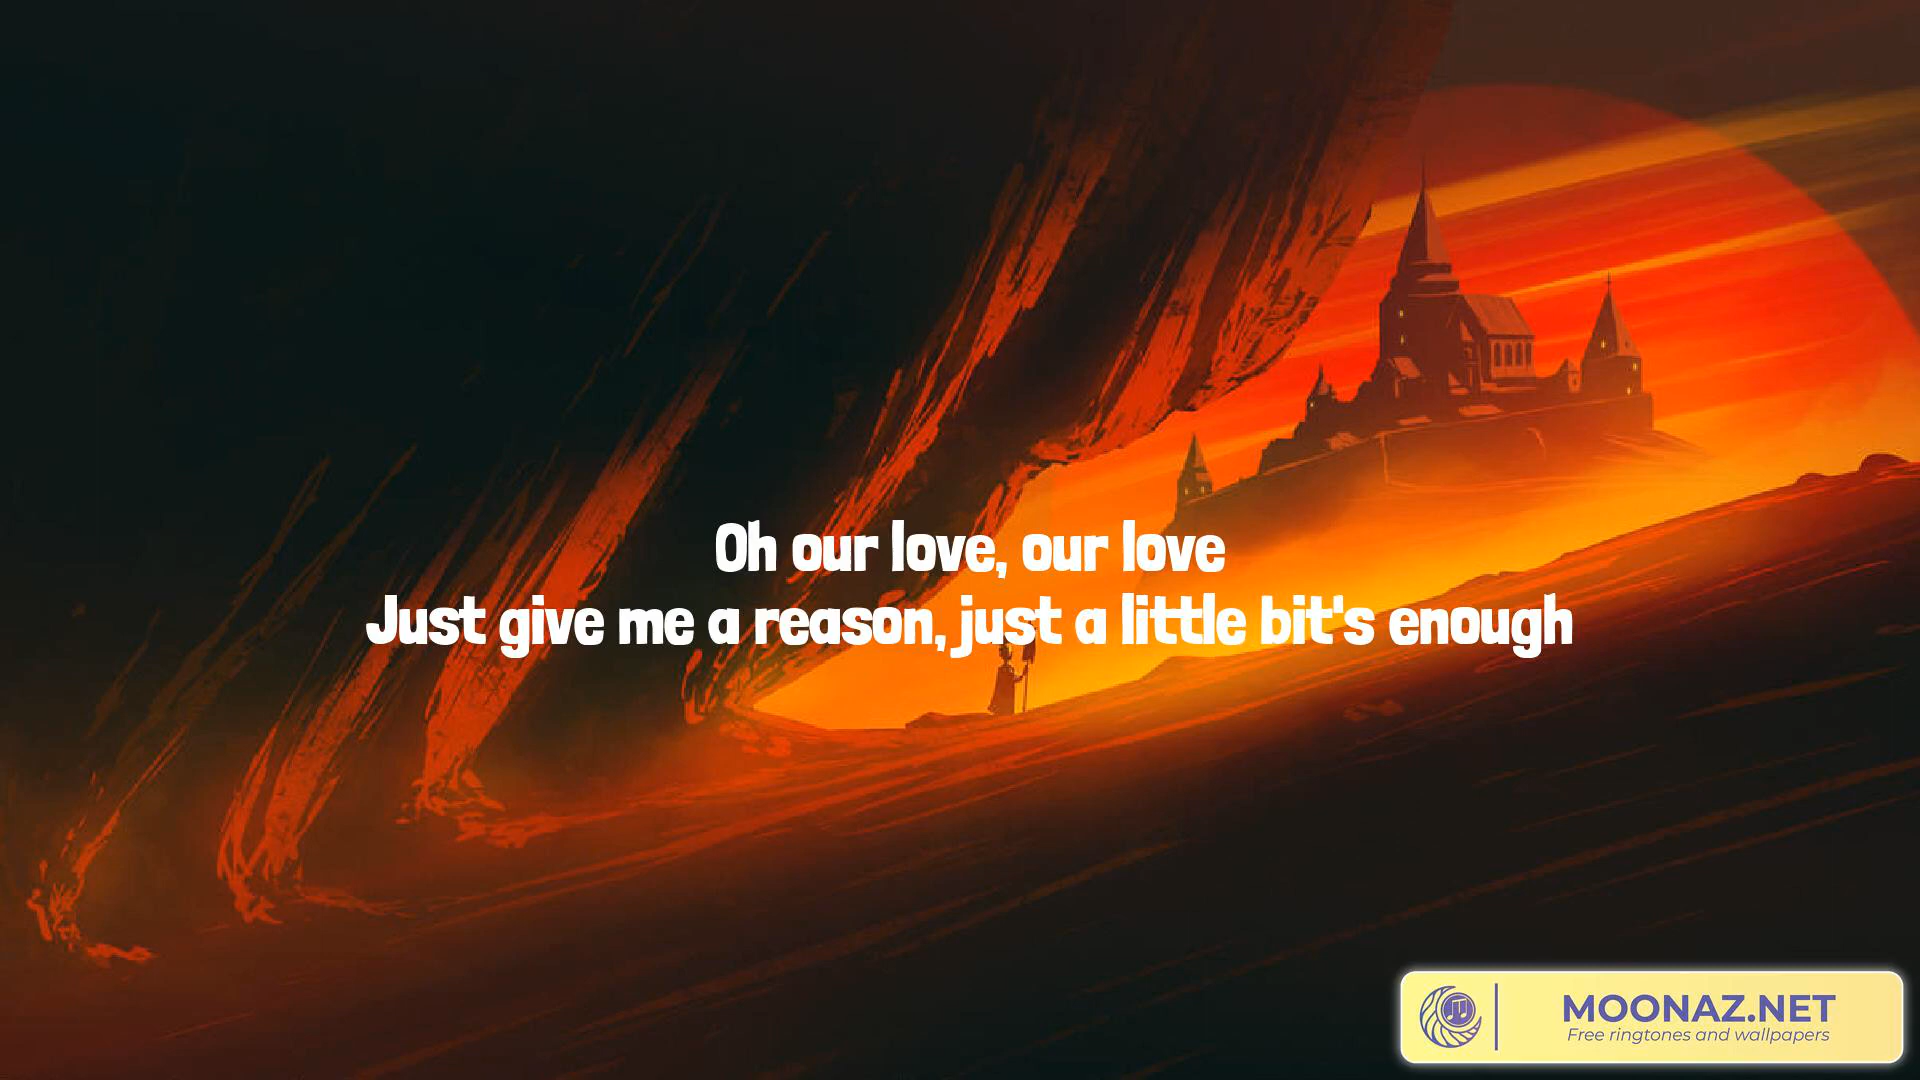 Oh our love, our love
Just give me a reason, just a little bit's enough
MOONAZ.NET
Free ringtones and wallpapers